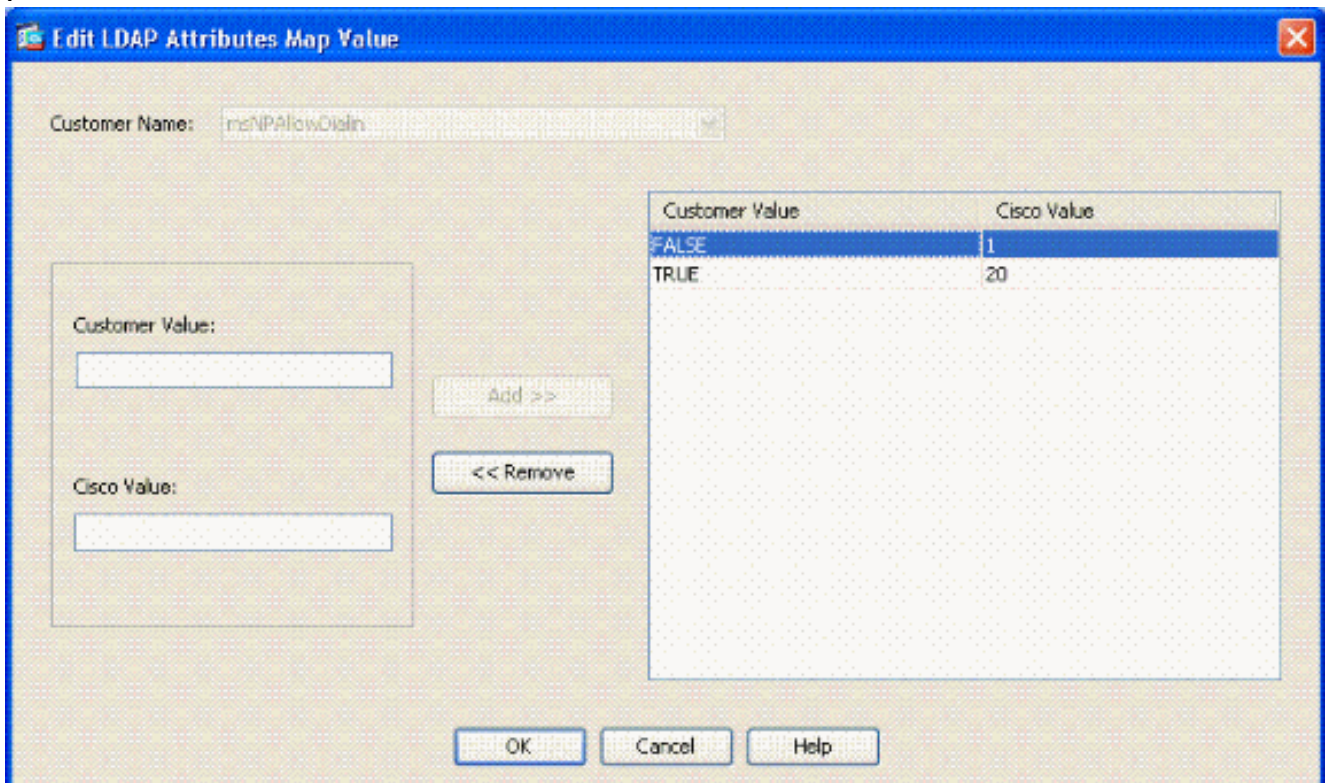 Edit LDAP Attributes Map Value
Customer Name: msNPAllowDialin
Customer Value Cisco Value
FALSE 1
TRUE 20
Customer Value:
Add >>
<< Remove
Cisco Value:
OK Cancel Help